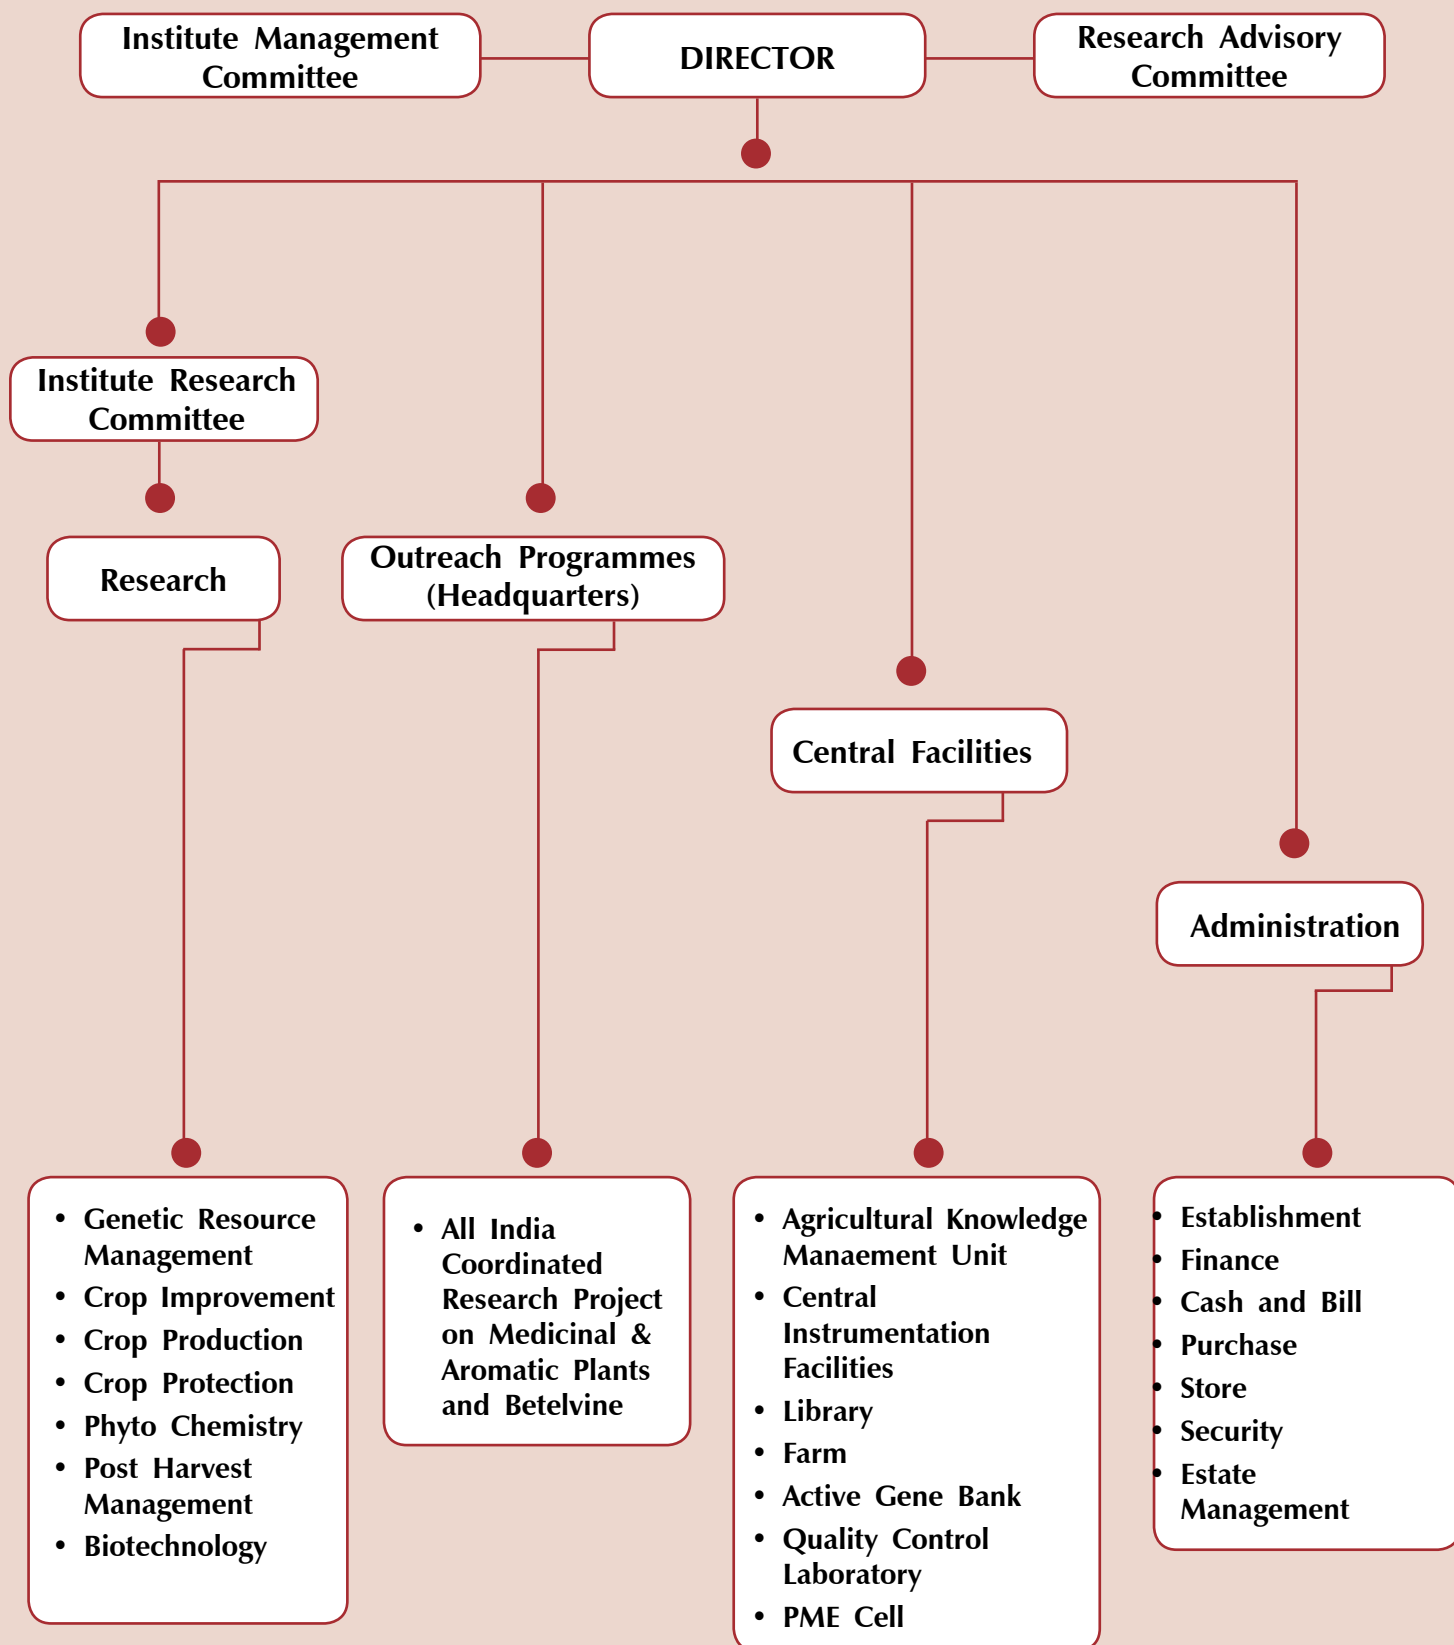 Institute Management
Committee
DIRECTOR
Research Advisory
Committee
Institute Research
Committee
Research
Outreach Programmes
(Headquarters)
Central Facilities
Administration
• Genetic Resource
Management
• Crop Improvement
• Crop Production
• Crop Protection
• Phyto Chemistry
• Post Harvest
Management
• Biotechnology
• All India
Coordinated
Research Project
on Medicinal &
Aromatic Plants
and Betelvine
• Agricultural Knowledge
Manaement Unit
• Central
Instrumentation
Facilities
• Library
• Farm
• Active Gene Bank
• Quality Control
Laboratory
• PME Cell
• Establishment
• Finance
• Cash and Bill
• Purchase
• Store
• Security
• Estate
Management